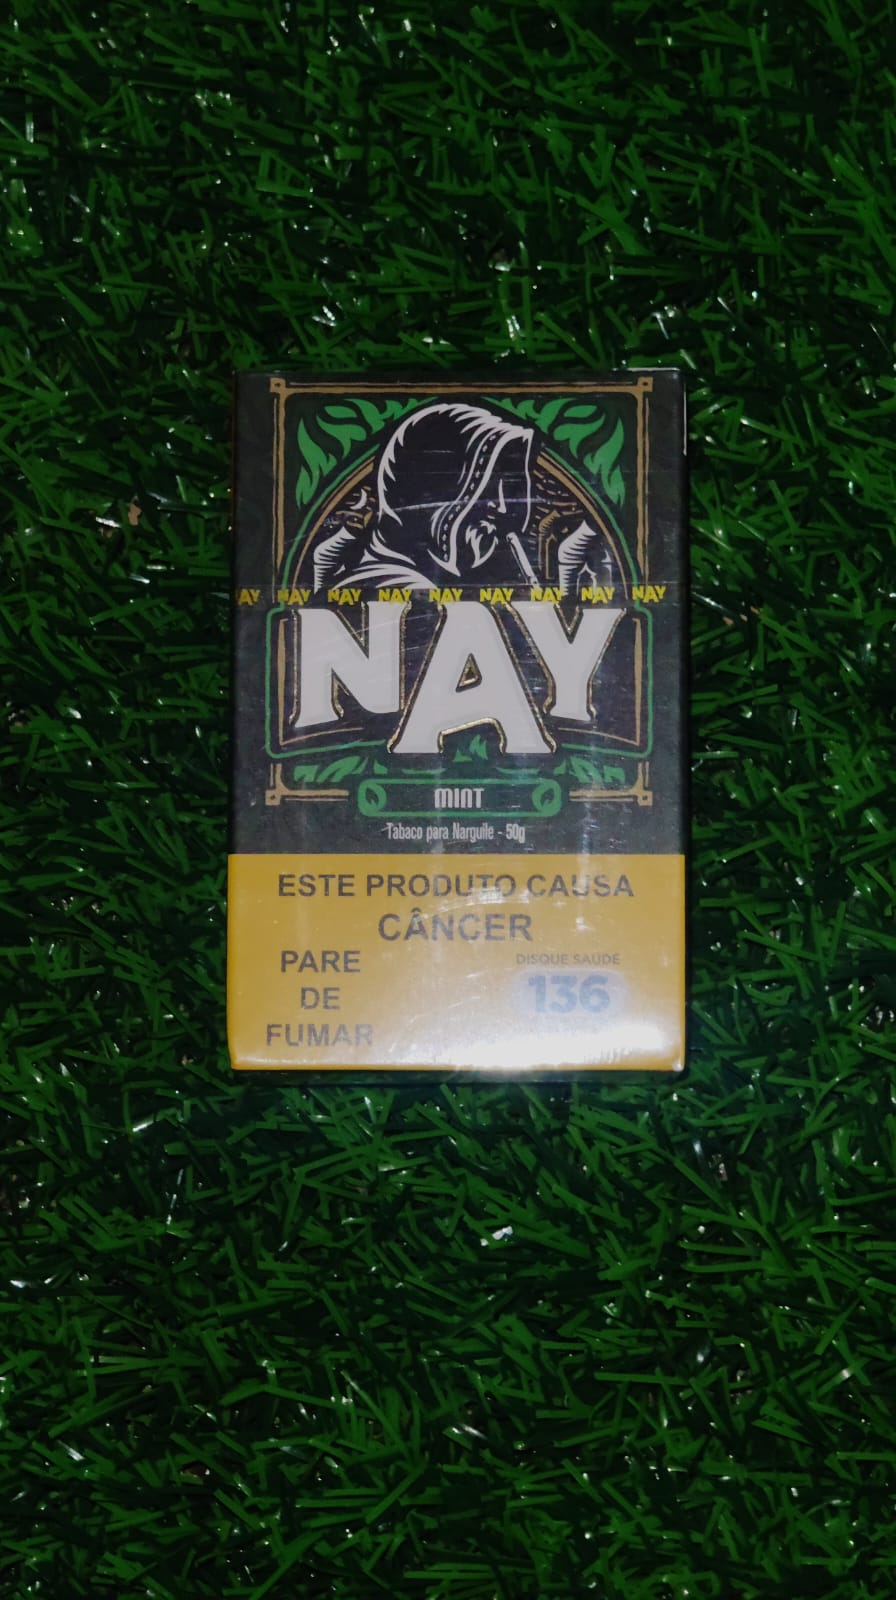 AY NAY NAY NAY NAY NAY NAY NAY NAY
NAY
MINT
Tabaco para Narguile - 50g
ESTE PRODUTO CAUSA
CÂNCER
PARE
DE
FUMAR
DISQUE SAÚDE
136